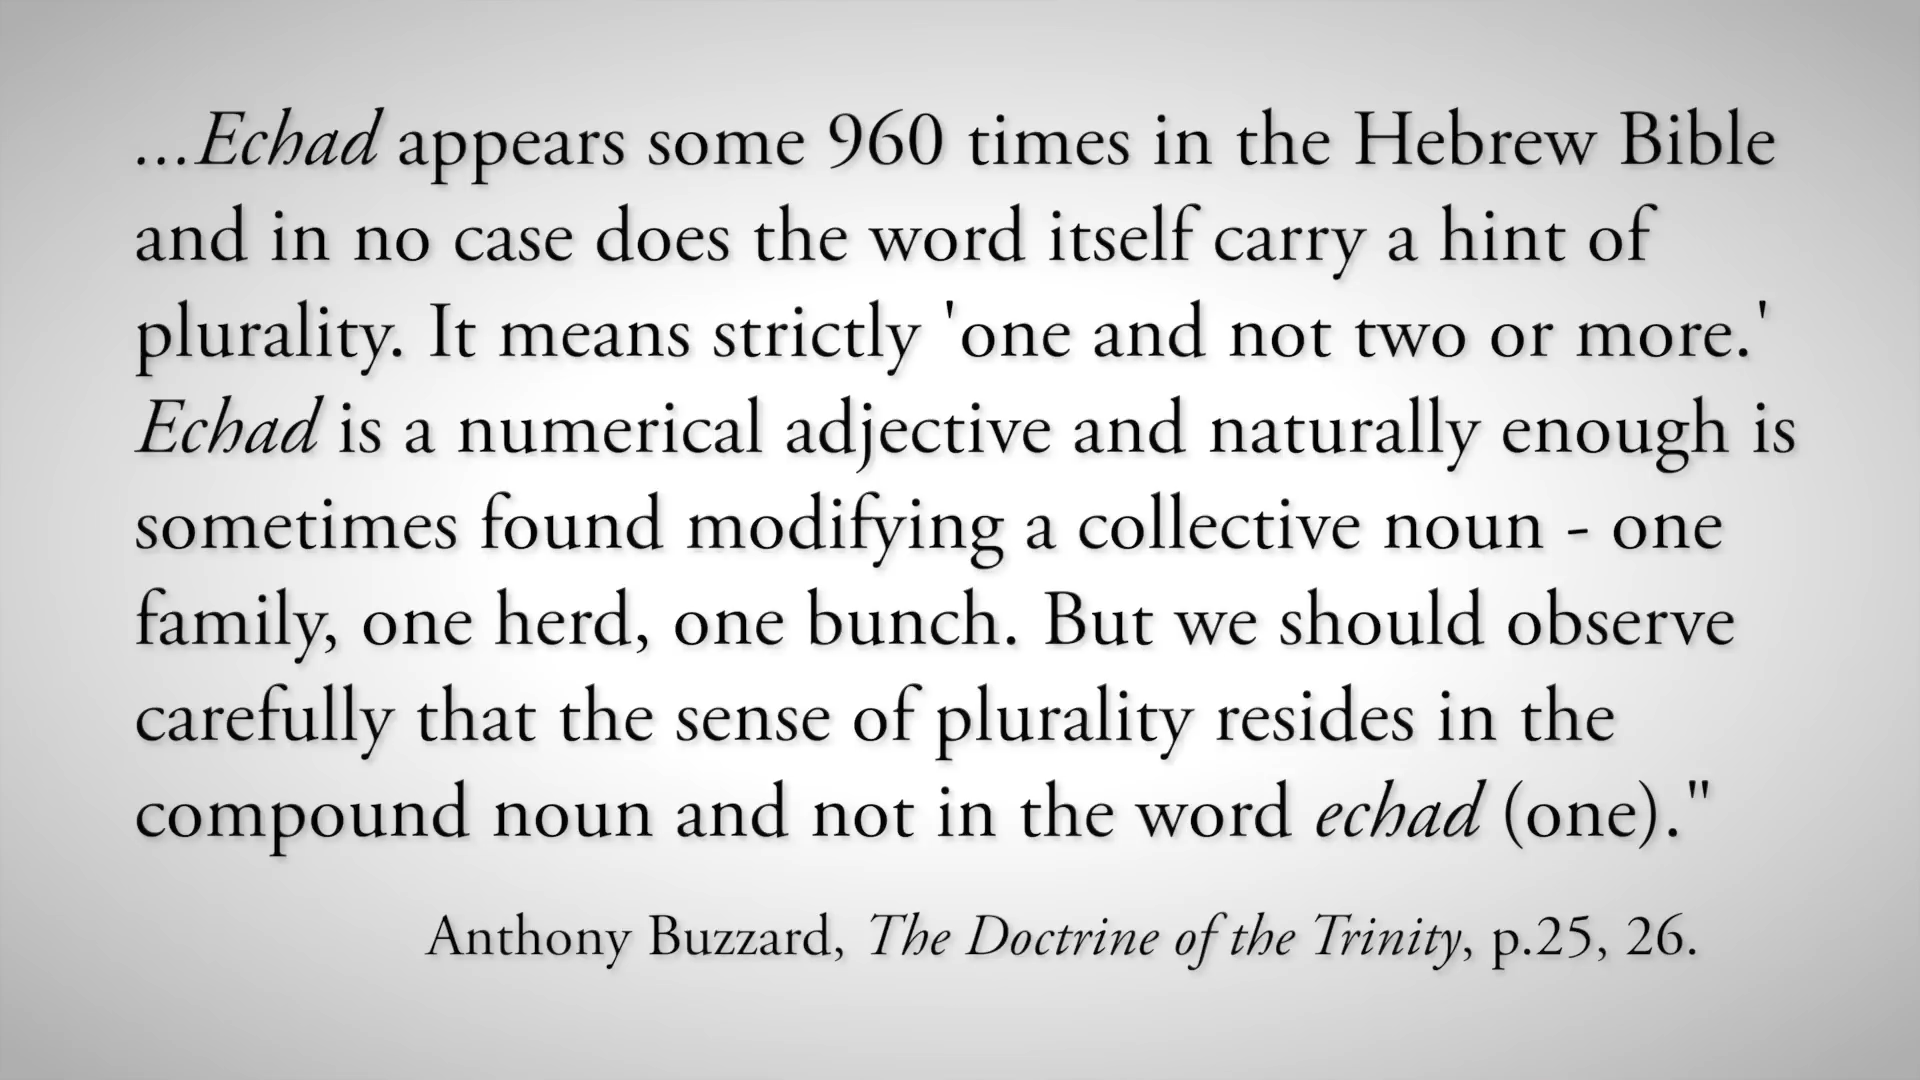 ...Echad appears some 960 times in the Hebrew Bible
and in no case does the word itself carry a hint of
plurality. It means strictly 'one and not two or more.'
Echad is a numerical adjective and naturally enough is
sometimes found modifying a collective noun - one
family, one herd, one bunch. But we should observe
carefully that the sense of plurality resides in the
compound noun and not in the word echad (one)."
Anthony Buzzard, The Doctrine of the Trinity, p.25, 26.